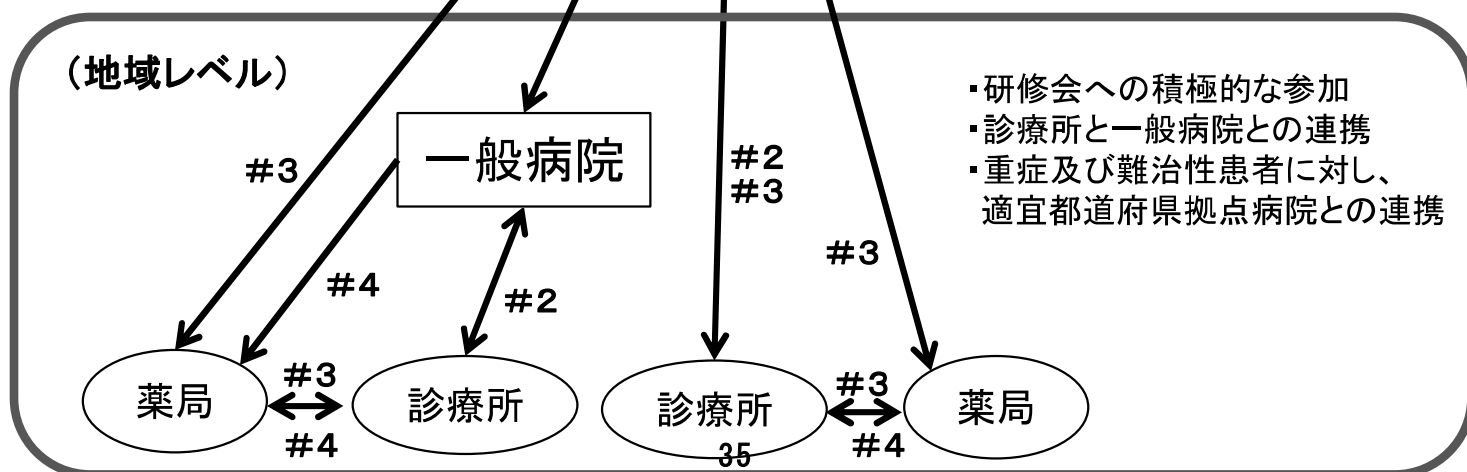 （地域レベル）
・研修会への積極的な参加
・診療所と一般病院との連携
・重症及び難治性患者に対し、
適宜都道府県拠点病院との連携
一般病院
#3
#2
#3
#3
#4
#2
薬局
#3
#4
診療所
診療所
#3
#4
薬局
35